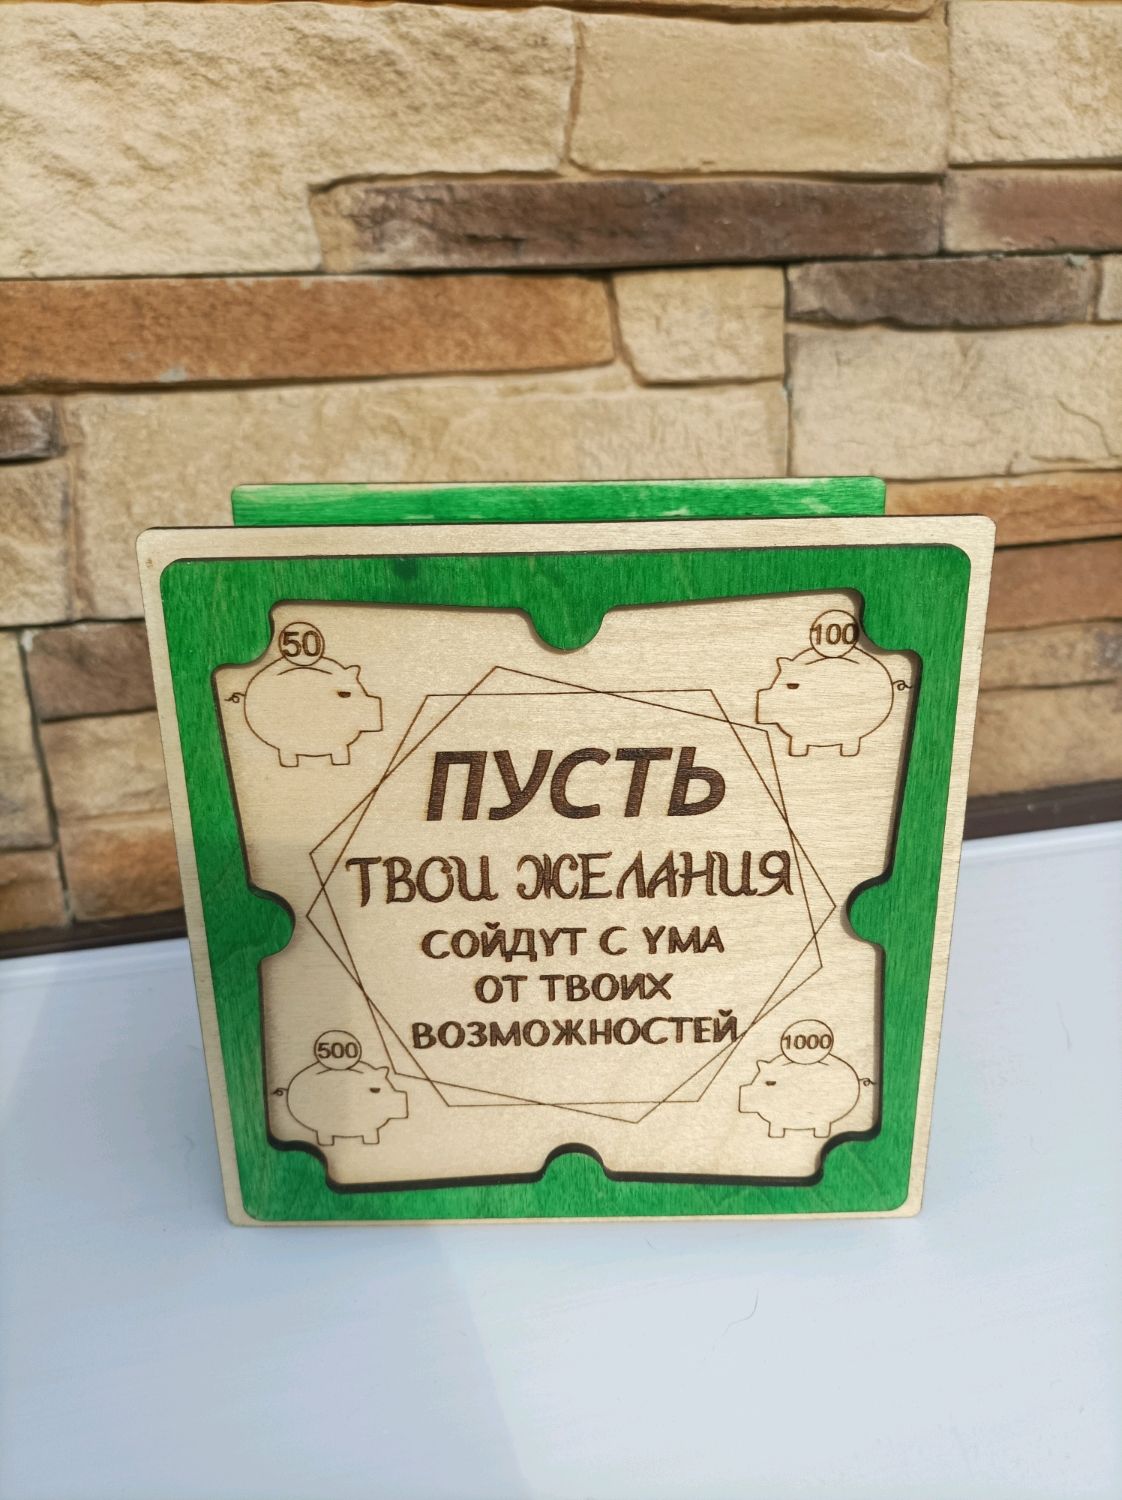 50
100
ПУСТЬ
ТВОИ ЖЕЛАНИЯ
СОЙДУТ С УМА
ОТ ТВОИХ
ВОЗМОЖНОСТЕЙ
500
1000